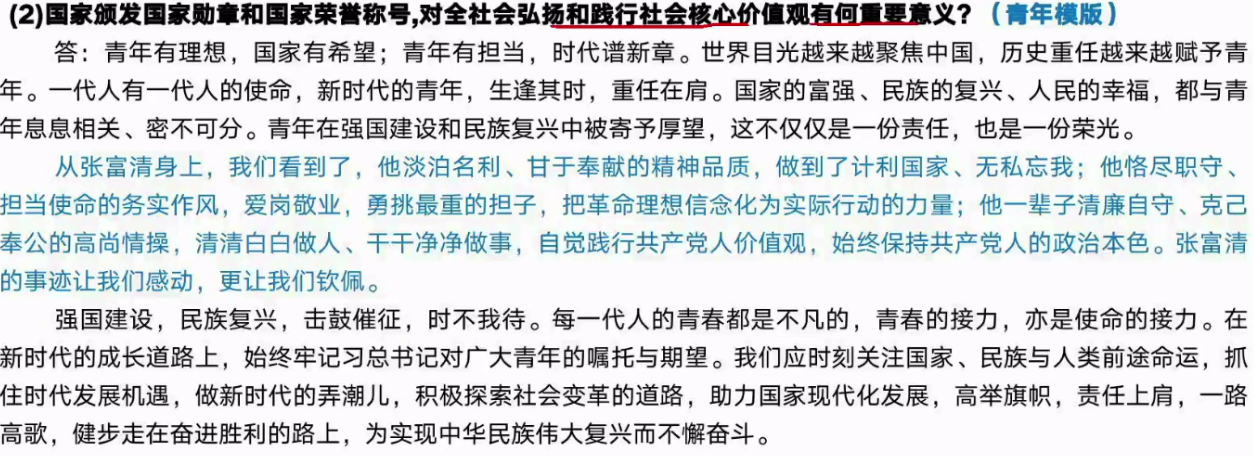 (2)国家颁发国家勋章和国家荣誉称号,对全社会弘扬和践行社会核心价值观有何重要意义？（青年模版）
答：青年有理想，国家有希望；青年有担当，时代谱新章。世界目光越来越聚焦中国，历史重任越来越赋予青
年。一代人有一代人的使命，新时代的青年，生逢其时，重任在肩。国家的富强、民族的复兴、人民的幸福，都与青
年息息相关、密不可分。青年在强国建设和民族复兴中被寄予厚望，这不仅仅是一份责任，也是一份荣光。
从张富清身上，我们看到了，他淡泊名利、甘于奉献的精神品质，做到了计利国家、无私忘我；他恪尽职守、
担当使命的务实作风，爱岗敬业，勇挑最重的担子，把革命理想信念化为实际行动的力量；他一辈子清廉自守、克己
奉公的高尚情操，清清白白做人、干干净净做事，自觉践行共产党人价值观，始终保持共产党人的政治本色。张富清
的事迹让我们感动，更让我们钦佩。
强国建设，民族复兴，击鼓催征，时不我待。每一代人的青春都是不凡的，青春的接力，亦是使命的接力。在
新时代的成长道路上，始终牢记习总书记对广大青年的嘱托与期望。我们应时刻关注国家、民族与人类前途命运，抓
住时代发展机遇，做新时代的弄潮儿，积极探索社会变革的道路，助力国家现代化发展，高举旗帜，责任上肩，一路
高歌，健步走在奋进胜利的路上，为实现中华民族伟大复兴而不懈奋斗。